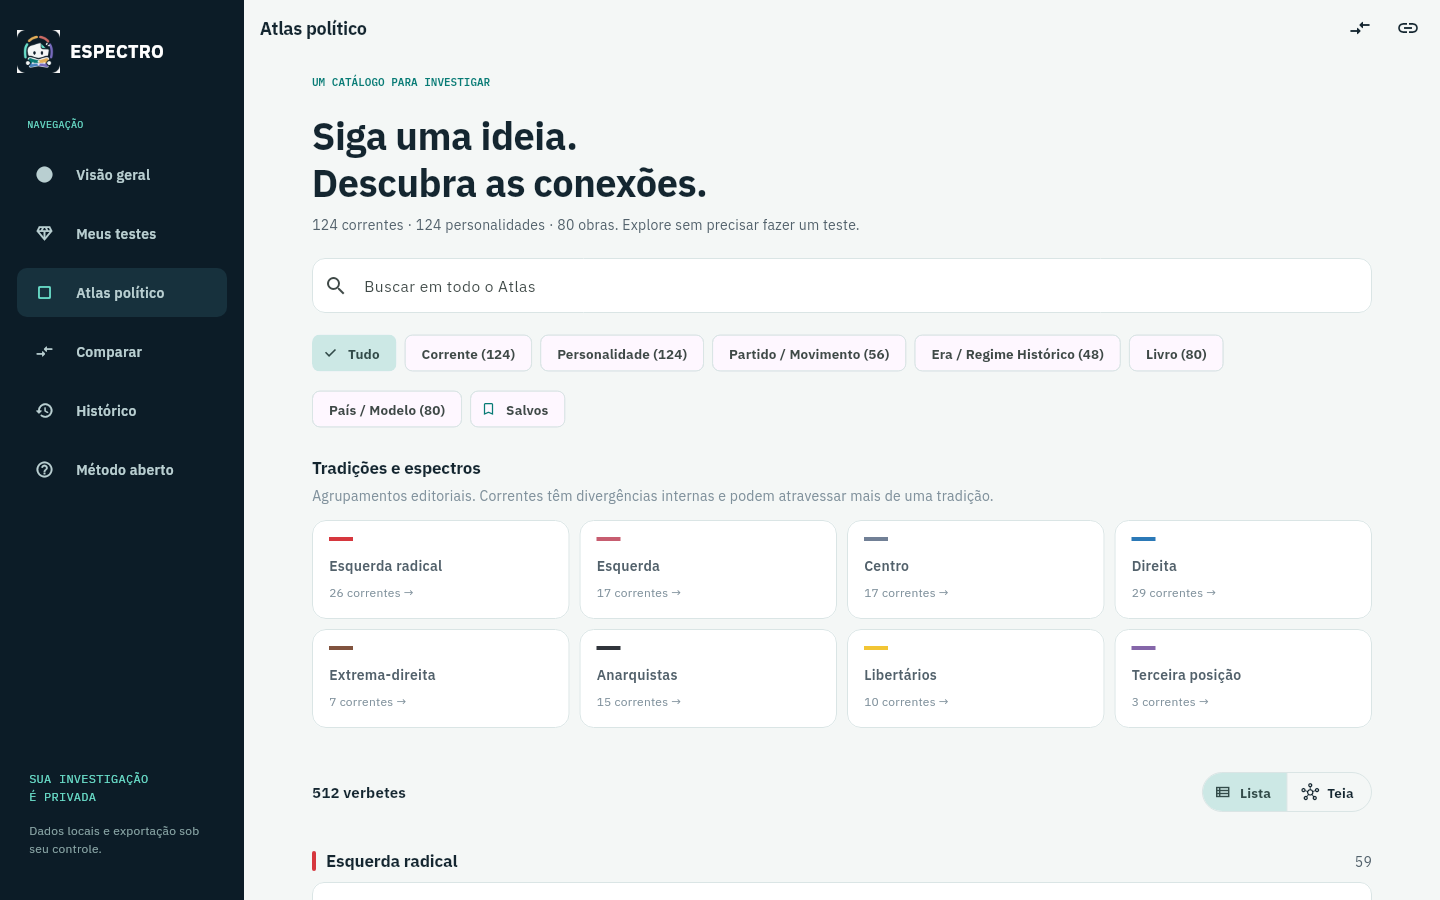 ESPECTRO
NAVEGAÇÃO
Visão geral
Meus testes
Atlas político
Comparar
Histórico
Método aberto
SUA INVESTIGAÇÃO
É PRIVADA
Dados locais e exportação sob
seu controle.
Atlas político
UM CATÁLOGO PARA INVESTIGAR
Siga uma ideia.
Descubra as conexões.
124 correntes · 124 personalidades · 80 obras. Explore sem precisar fazer um teste.
Buscar em todo o Atlas
Tudo
Corrente (124)
Personalidade (124)
Partido / Movimento (56)
Era / Regime Histórico (48)
Livro (80)
País / Modelo (80)
Salvos
Tradições e espectros
Agrupamentos editoriais. Correntes têm divergências internas e podem atravessar mais de uma tradição.
Esquerda radical
26 correntes →
Esquerda
17 correntes →
Centro
17 correntes →
Direita
29 correntes →
Extrema-direita
7 correntes →
Anarquistas
15 correntes →
Libertários
10 correntes →
Terceira posição
3 correntes →
512 verbetes
Lista
Teia
Esquerda radical
59